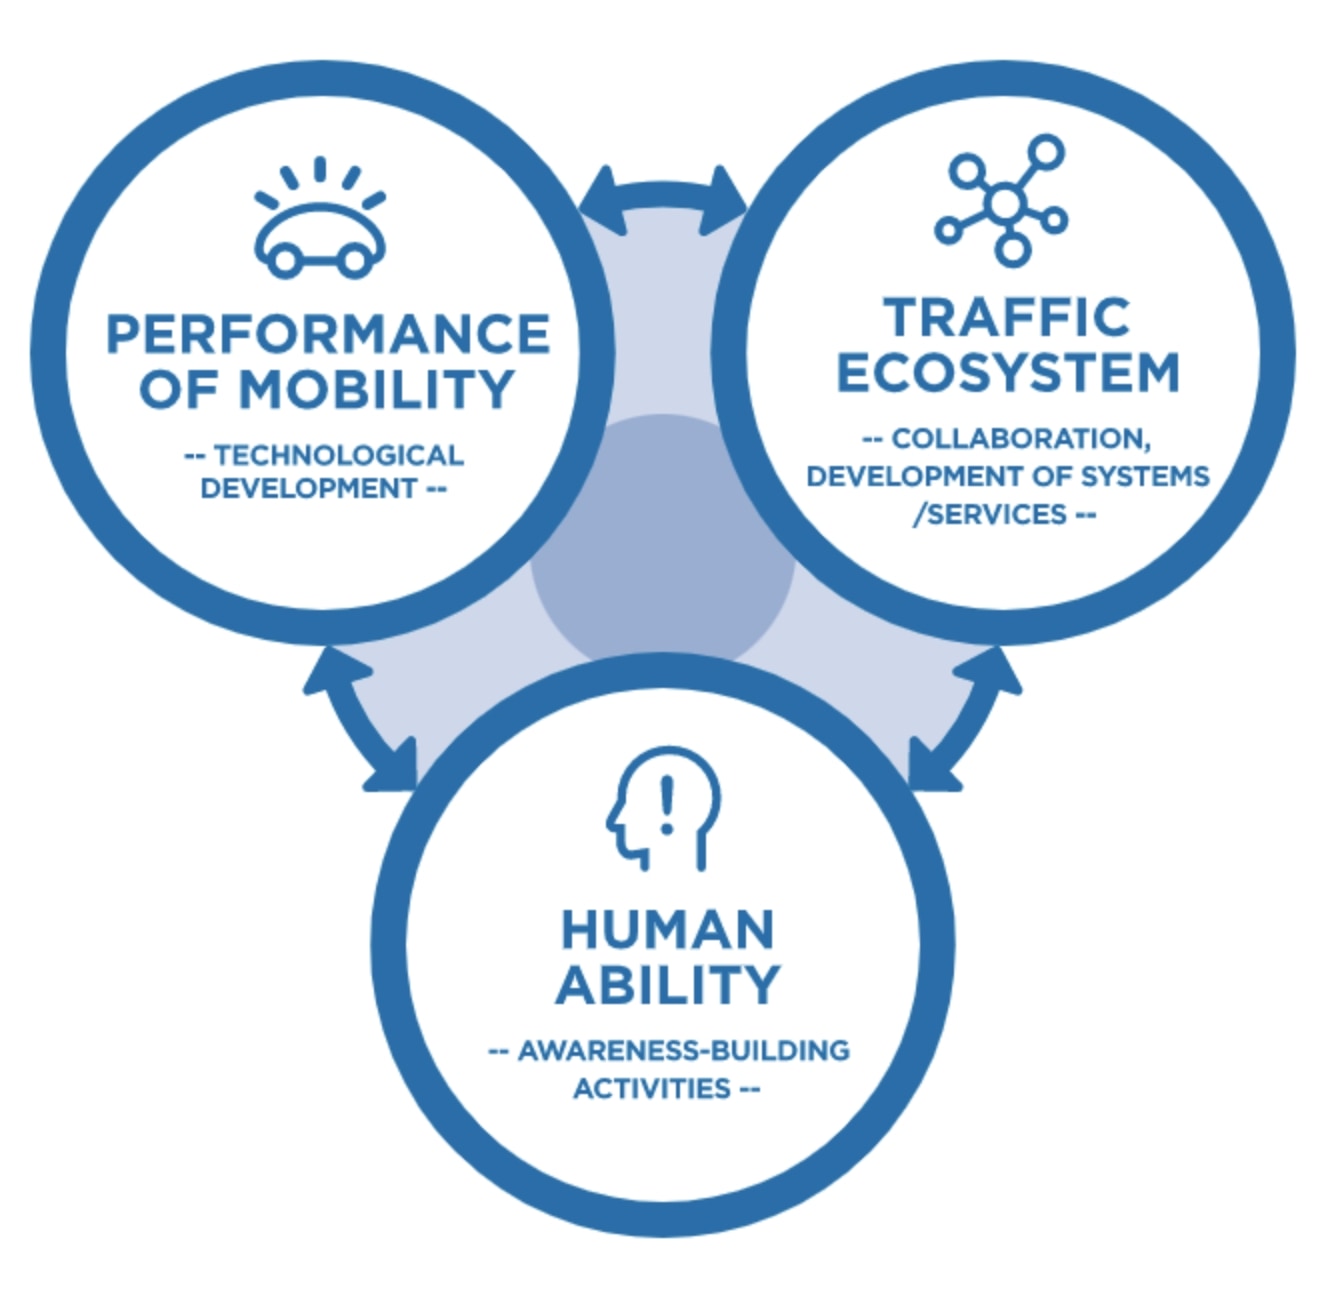 PERFORMANCE
OF MOBILITY
-- TECHNOLOGICAL
DEVELOPMENT --
TRAFFIC
ECOSYSTEM
-- COLLABORATION,
DEVELOPMENT OF SYSTEMS
/SERVICES --
!
HUMAN
ABILITY
-- AWARENESS-BUILDING
ACTIVITIES --